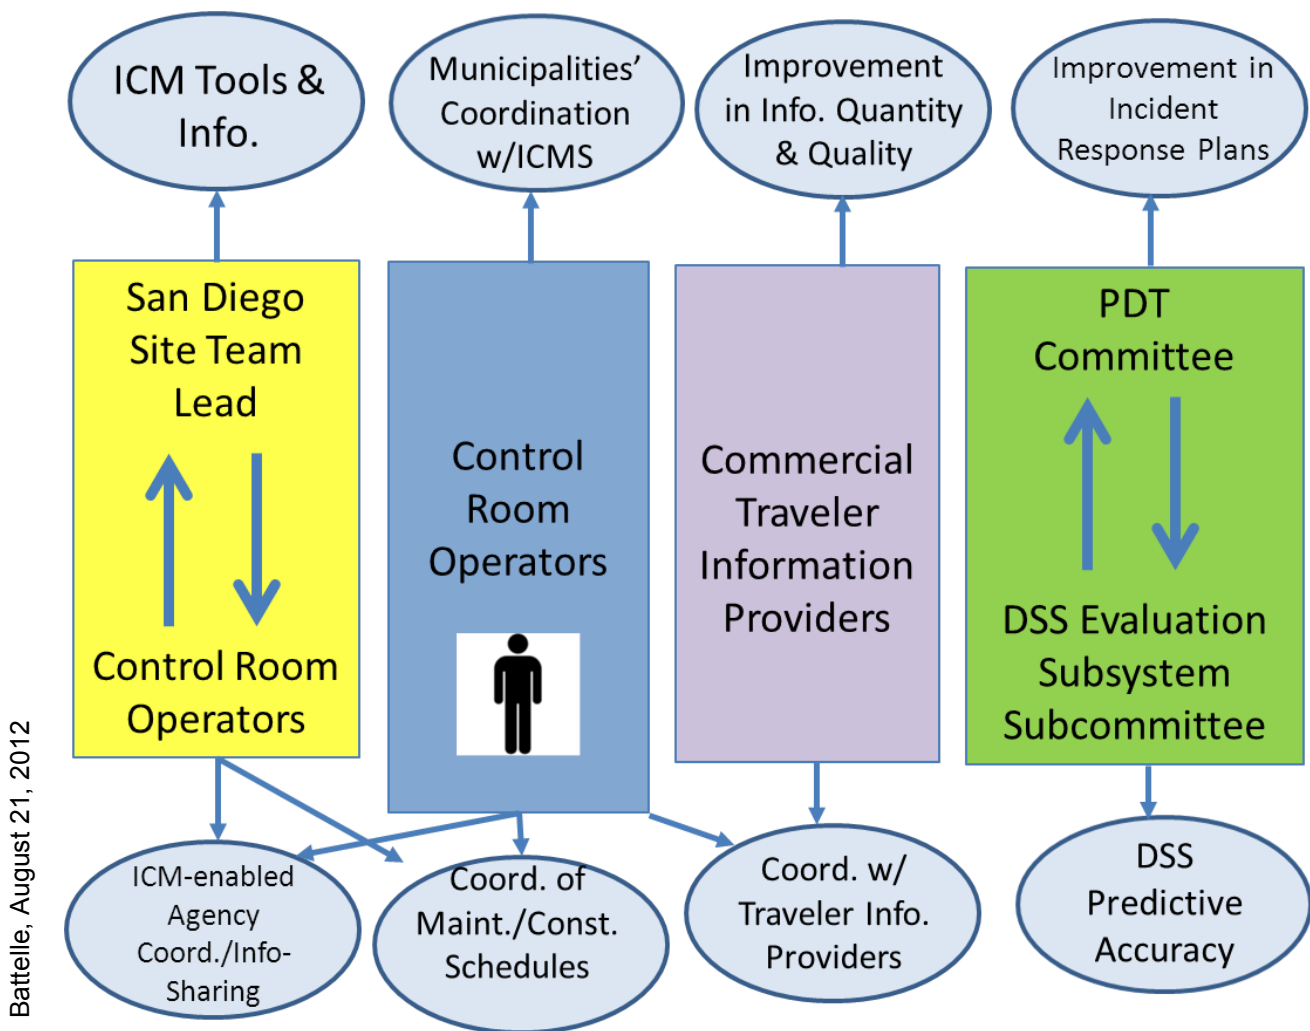 ICM Tools &
Info.
Municipalities’
Coordination
w/ICMS
Improvement
in Info. Quantity
& Quality
Improvement in
Incident
Response Plans
San Diego
Site Team
Lead
Control Room
Operators
Control
Room
Operators
Commercial
Traveler
Information
Providers
PDT
Committee
DSS Evaluation
Subsystem
Subcommittee
ICM-enabled
Agency
Coord./Info-
Sharing
Coord. of
Maint./Const.
Schedules
Coord. w/
Traveler Info.
Providers
DSS
Predictive
Accuracy
Battelle, August 21, 2012